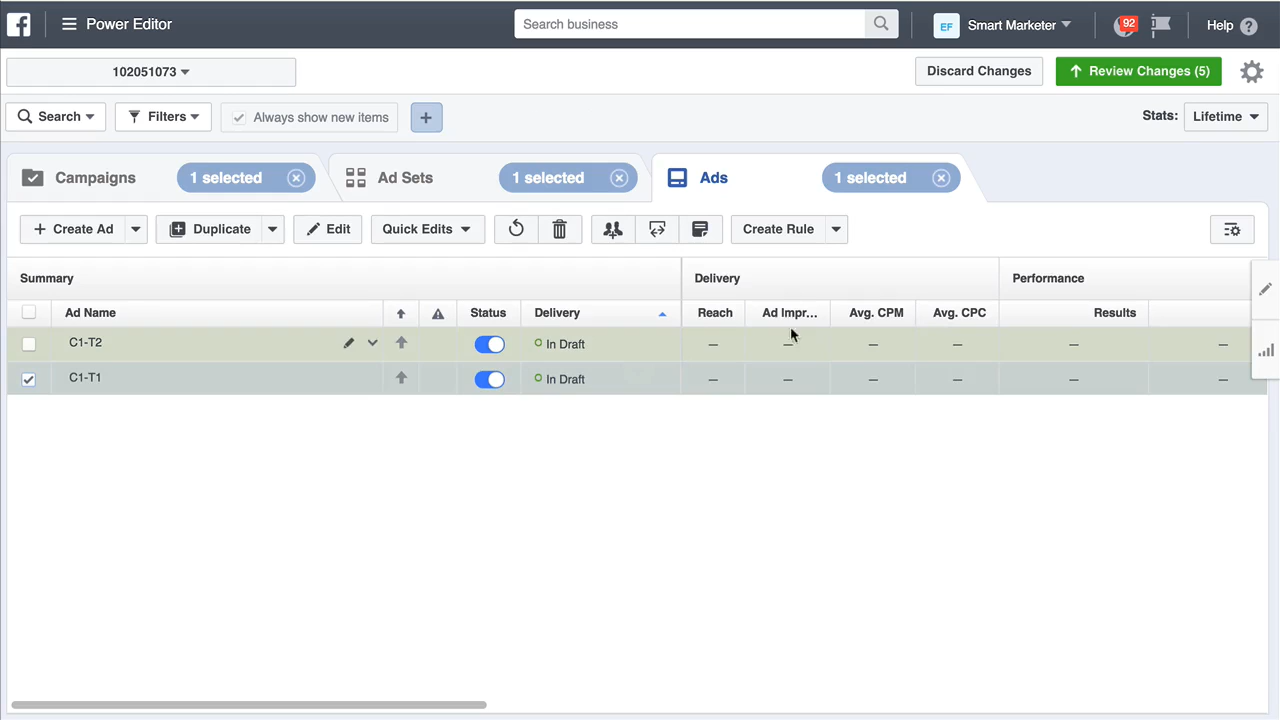 Power Editor
Search business
EF Smart Marketer
92
Help
102051073
Discard Changes
Review Changes (5)
Search
Filters
Always show new items
+
Stats: Lifetime
Campaigns 1 selected
Ad Sets 1 selected
Ads 1 selected
+ Create Ad
Duplicate
Edit
Quick Edits
Create Rule
Summary Delivery Performance
Ad Name Status Delivery Reach Ad Impr... Avg. CPM Avg. CPC Results
C1-T2 In Draft — — — — — —
C1-T1 In Draft — — — — — —